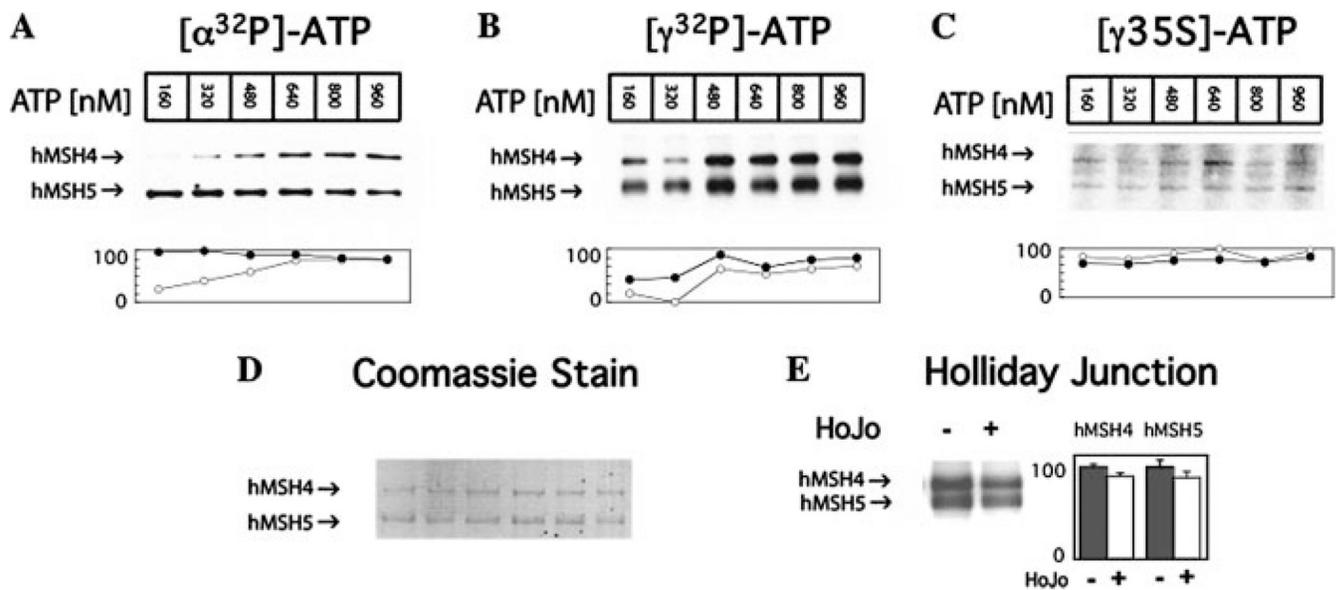 A [α³²P]-ATP
ATP [nM] 160 320 480 640 800 960
hMSH4 →
hMSH5 →
100
0
B [γ³²P]-ATP
ATP [nM] 160 320 480 640 800 960
hMSH4 →
hMSH5 →
100
0
C [γ35S]-ATP
ATP [nM] 160 320 480 640 800 960
hMSH4 →
hMSH5 →
100
0
D Coomassie Stain
hMSH4 →
hMSH5 →
E Holliday Junction
HoJo - +
hMSH4 →
hMSH5 →
hMSH4 hMSH5
100
0
HoJo - + - +